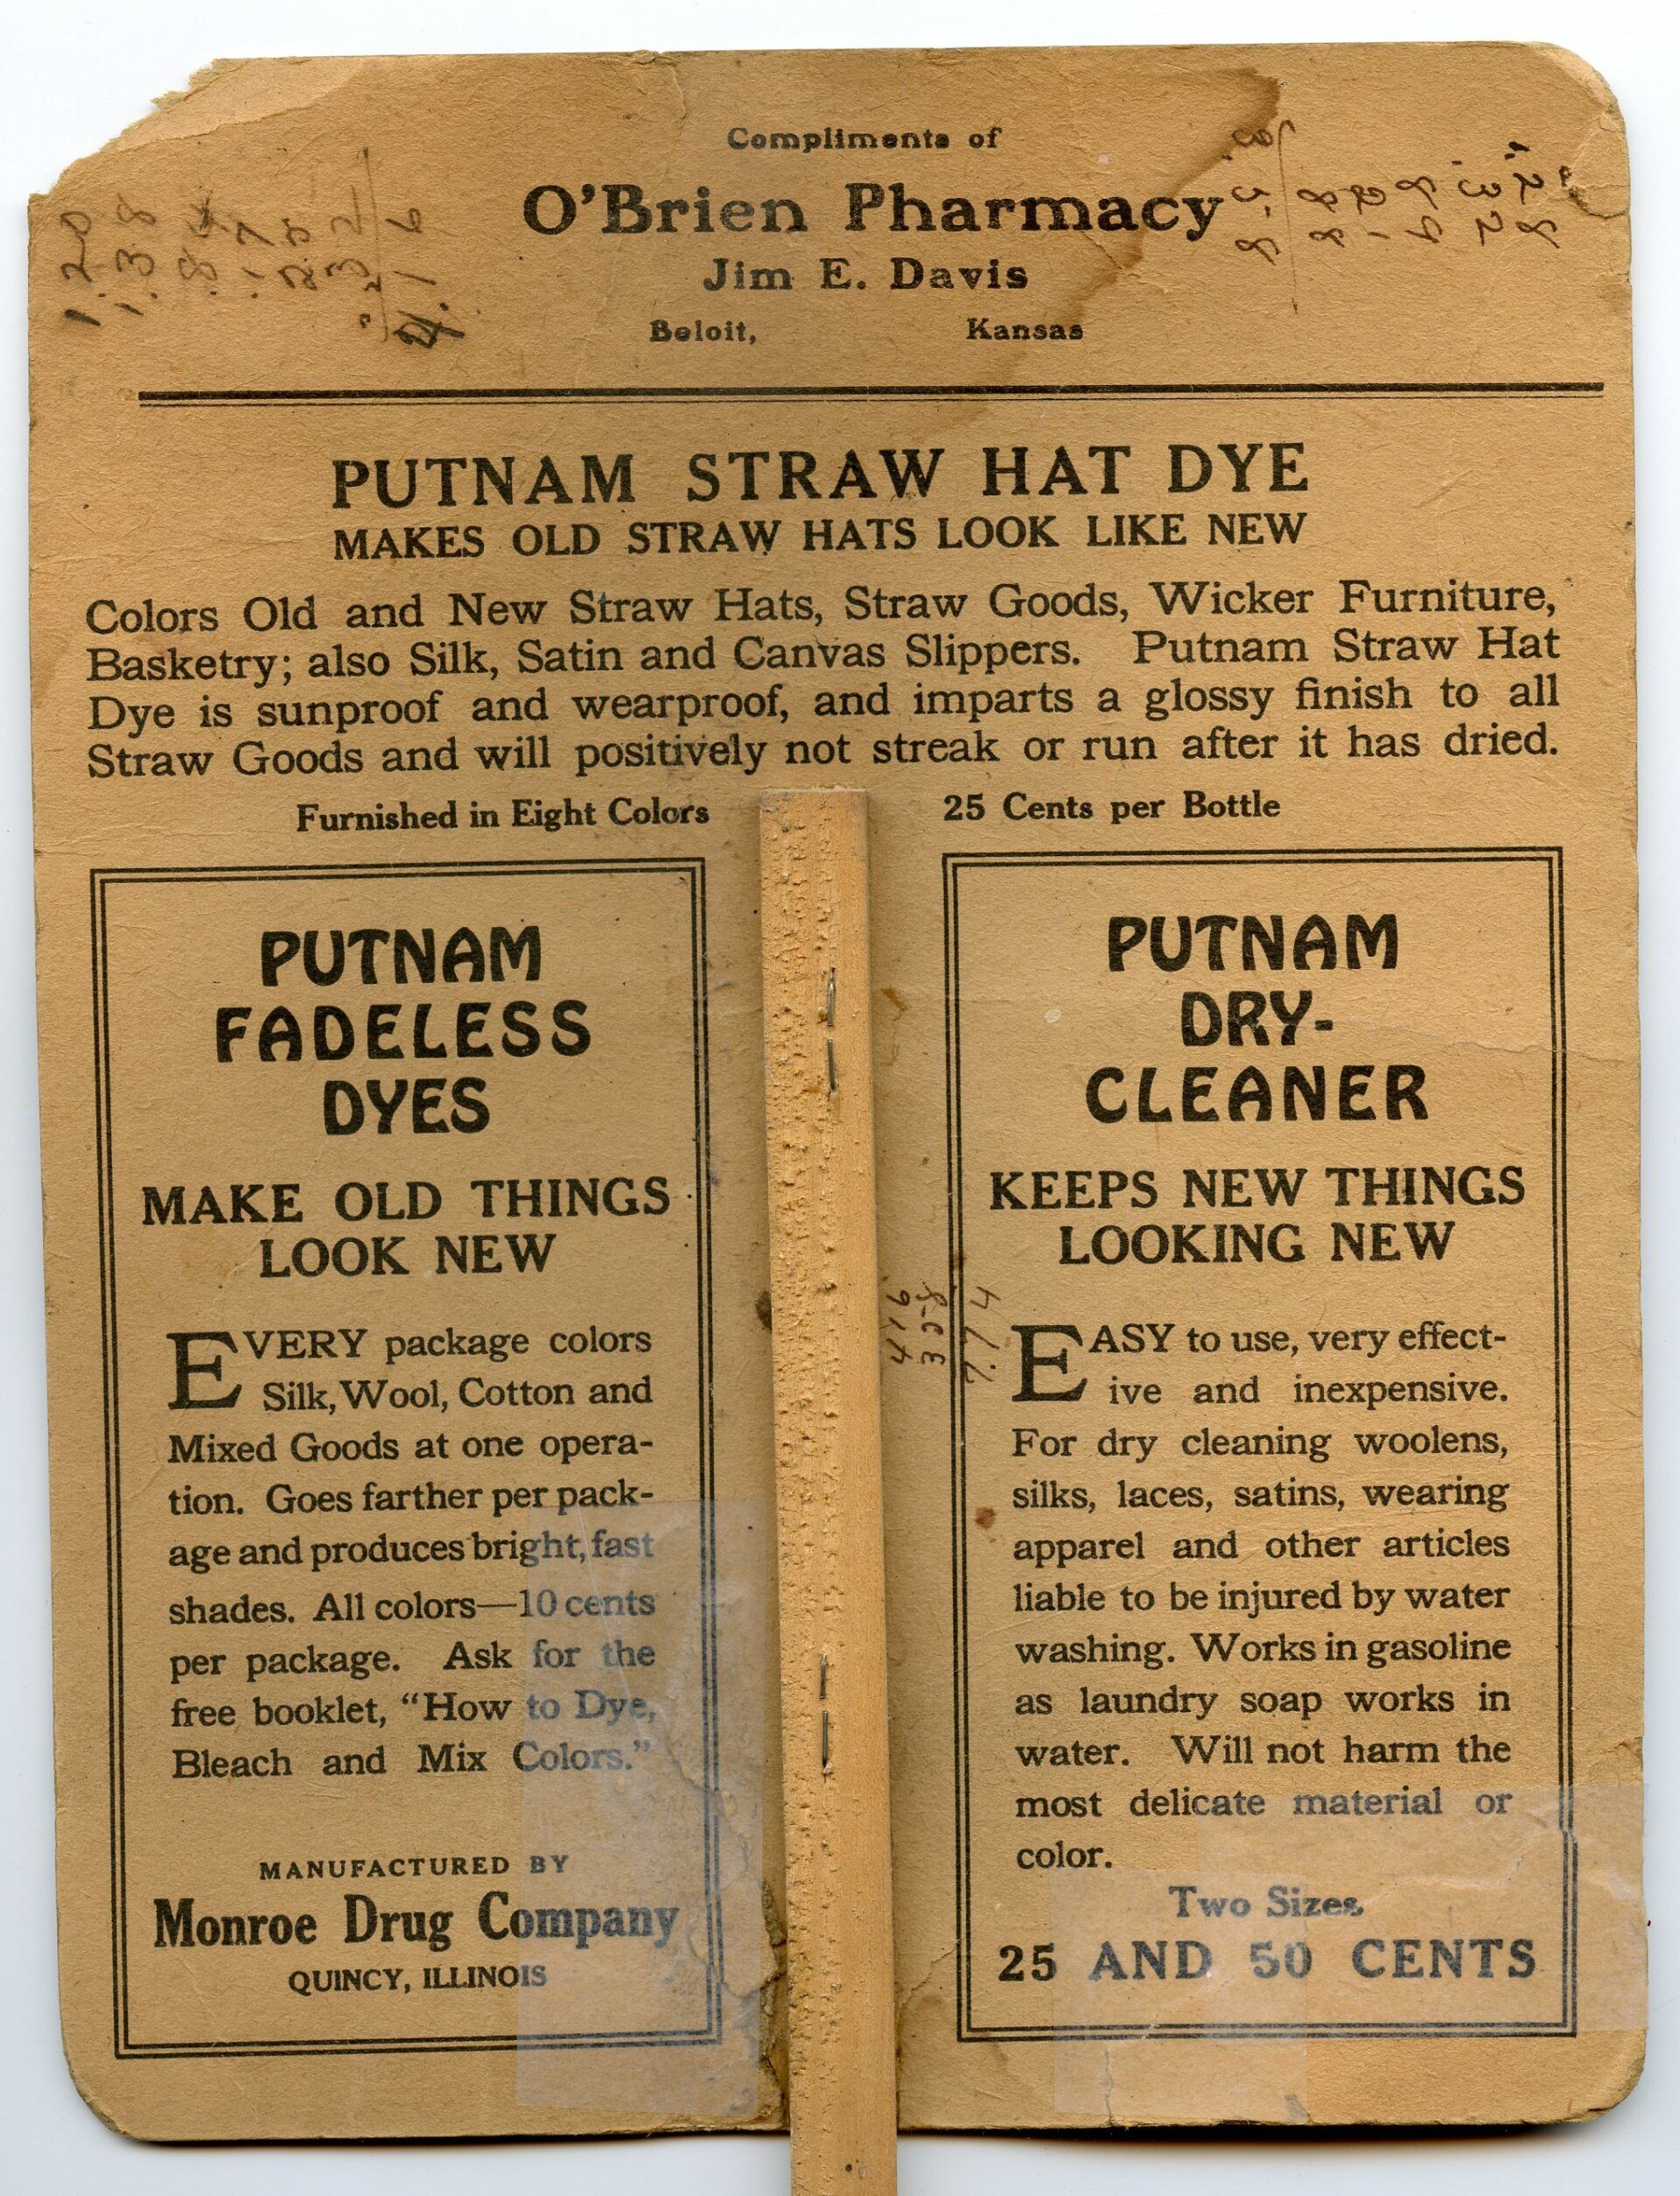 Compliments of
O'Brien Pharmacy
Jim E. Davis
Beloit, Kansas
PUTNAM STRAW HAT DYE
MAKES OLD STRAW HATS LOOK LIKE NEW
Colors Old and New Straw Hats, Straw Goods, Wicker Furniture,
Basketry; also Silk, Satin and Canvas Slippers. Putnam Straw Hat
Dye is sunproof and wearproof, and imparts a glossy finish to all
Straw Goods and will positively not streak or run after it has dried.
Furnished in Eight Colors 25 Cents per Bottle
PUTNAM
FADELESS
DYES
MAKE OLD THINGS
LOOK NEW
EVERY package colors
Silk, Wool, Cotton and
Mixed Goods at one opera-
tion. Goes farther per pack-
age and produces bright, fast
shades. All colors—10 cents
per package. Ask for the
free booklet, “How to Dye,
Bleach and Mix Colors.”
MANUFACTURED BY
Monroe Drug Company
QUINCY, ILLINOIS
PUTNAM
DRY-
CLEANER
KEEPS NEW THINGS
LOOKING NEW
EASY to use, very effect-
ive and inexpensive.
For dry cleaning woolens,
silks, laces, satins, wearing
apparel and other articles
liable to be injured by water
washing. Works in gasoline
as laundry soap works in
water. Will not harm the
most delicate material or
color.
Two Sizes
25 AND 50 CENTS